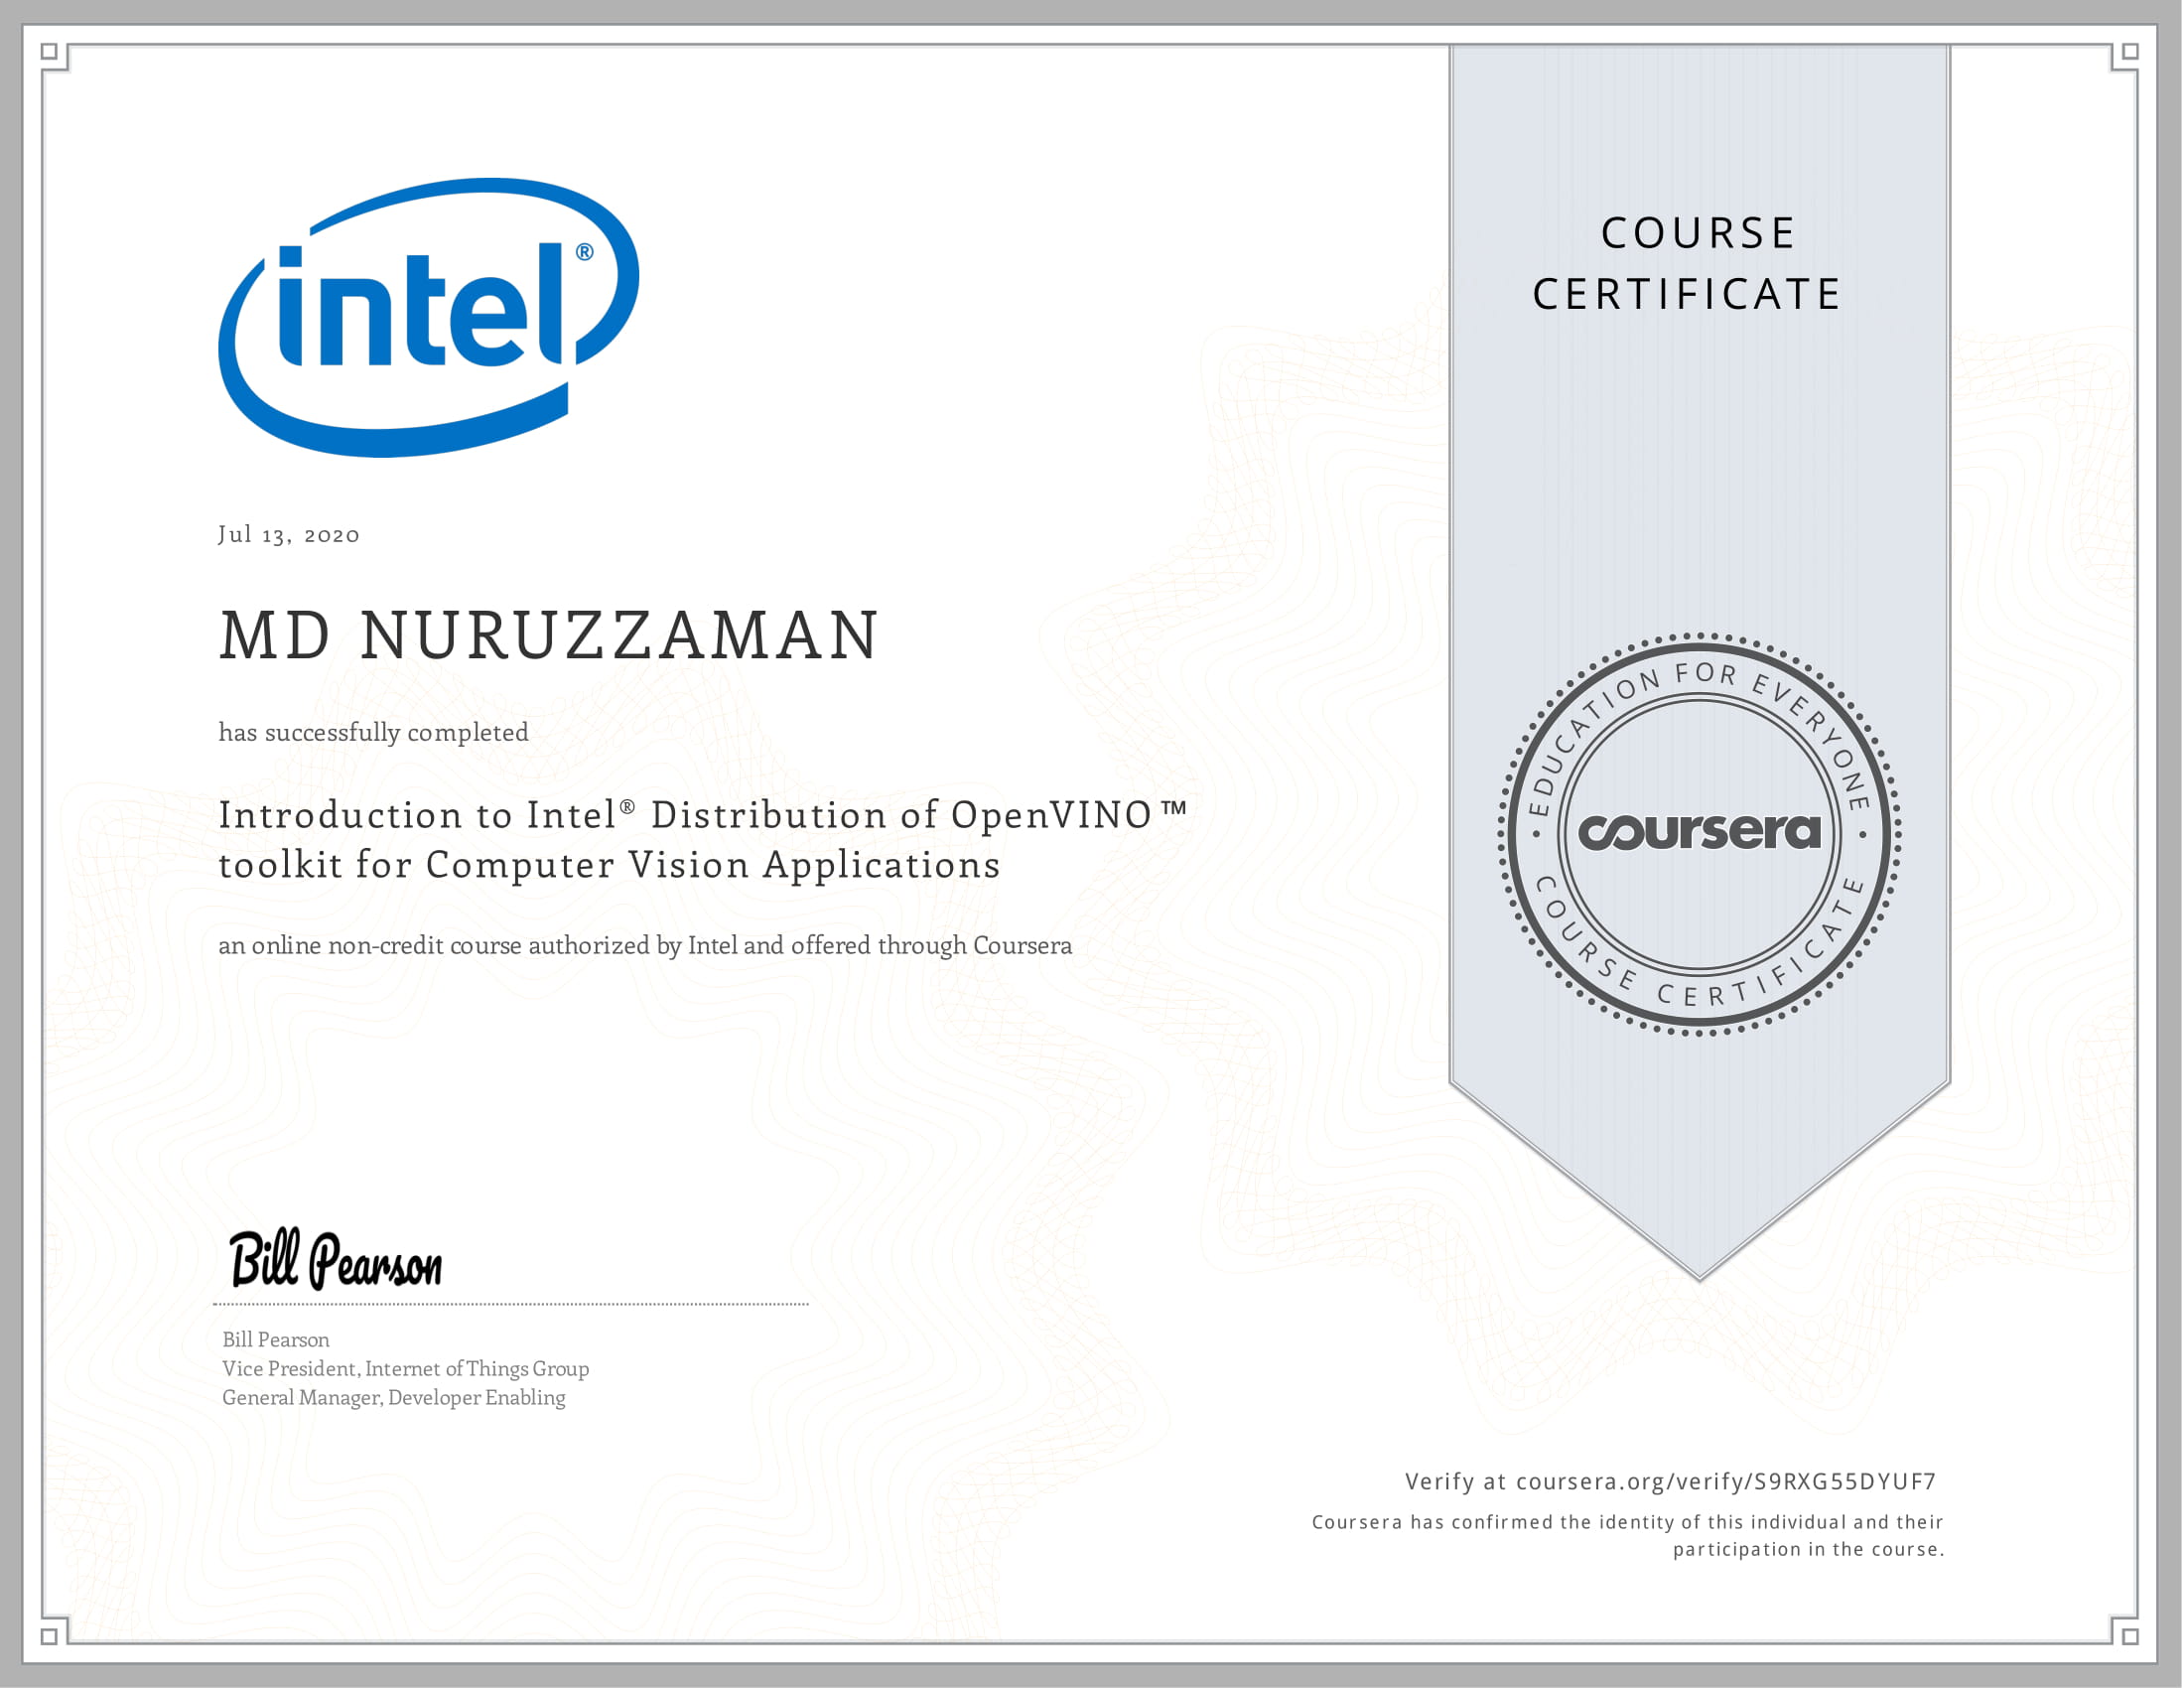 intel®
COURSE
CERTIFICATE
Jul 13, 2020
MD NURUZZAMAN
has successfully completed
Introduction to Intel® Distribution of OpenVINO™
toolkit for Computer Vision Applications
an online non-credit course authorized by Intel and offered through Coursera
EDUCATION FOR EVERYONE
coursera
COURSE CERTIFICATE
Bill Pearson
Bill Pearson
Vice President, Internet of Things Group
General Manager, Developer Enabling
Verify at coursera.org/verify/S9RXG55DYUF7
Coursera has confirmed the identity of this individual and their
participation in the course.